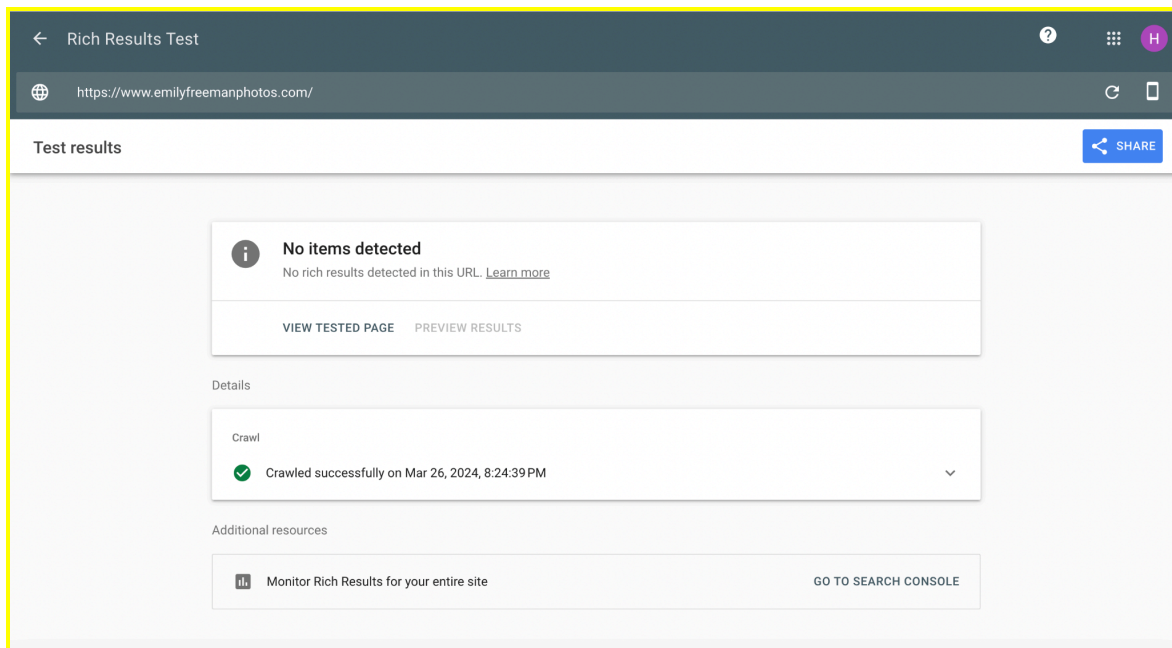 Rich Results Test
H
https://www.emilyfreemanphotos.com/
Test results
SHARE
No items detected
No rich results detected in this URL. Learn more
VIEW TESTED PAGE PREVIEW RESULTS
Details
Crawl
Crawled successfully on Mar 26, 2024, 8:24:39 PM
Additional resources
Monitor Rich Results for your entire site GO TO SEARCH CONSOLE